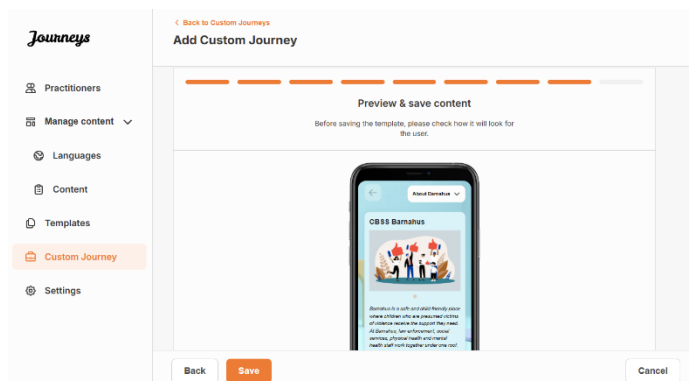 Journeys
Practitioners
Manage content
Languages
Content
Templates
Custom Journey
Settings
Back to Custom Journeys
Add Custom Journey
Preview & save content
Before saving the template, please check how it will look for
the user.
About Barnahus
CBSS Barnahus
Barnahus is a safe and child friendly place
where children who are presumed victims
of violence receive the support they need.
At Barnahus, law enforcement, social
services, physical health and mental
health staff work together under one roof.
Back
Save
Cancel